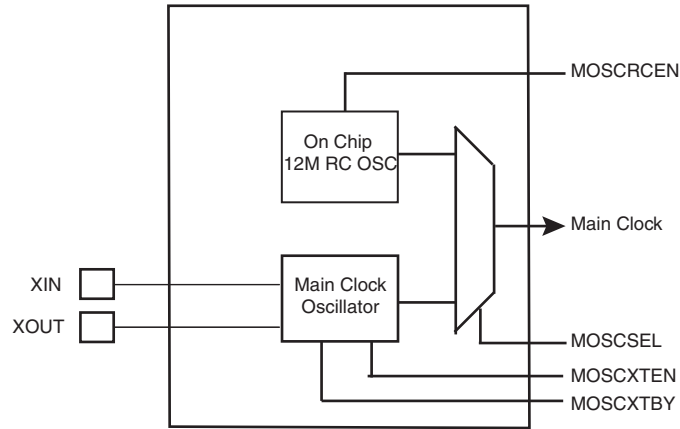 MOSCRCEN
On Chip
12M RC OSC
Main Clock
XIN
Main Clock
Oscillator
XOUT
MOSCSEL
MOSCXTEN
MOSCXTBY